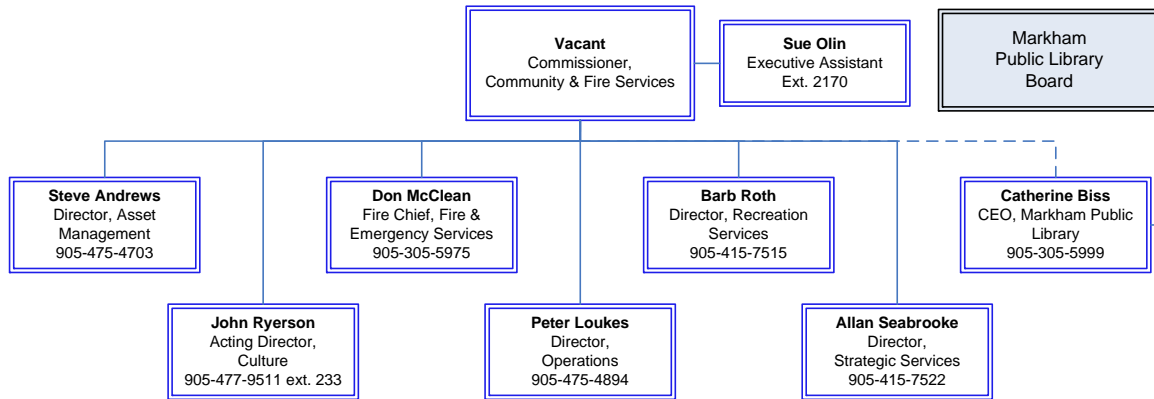 Vacant
Commissioner,
Community & Fire Services
Sue Olin
Executive Assistant
Ext. 2170
Markham
Public Library
Board
Steve Andrews
Director, Asset
Management
905-475-4703
Don McClean
Fire Chief, Fire &
Emergency Services
905-305-5975
Barb Roth
Director, Recreation
Services
905-415-7515
Catherine Biss
CEO, Markham Public
Library
905-305-5999
John Ryerson
Acting Director,
Culture
905-477-9511 ext. 233
Peter Loukes
Director,
Operations
905-475-4894
Allan Seabrooke
Director,
Strategic Services
905-415-7522